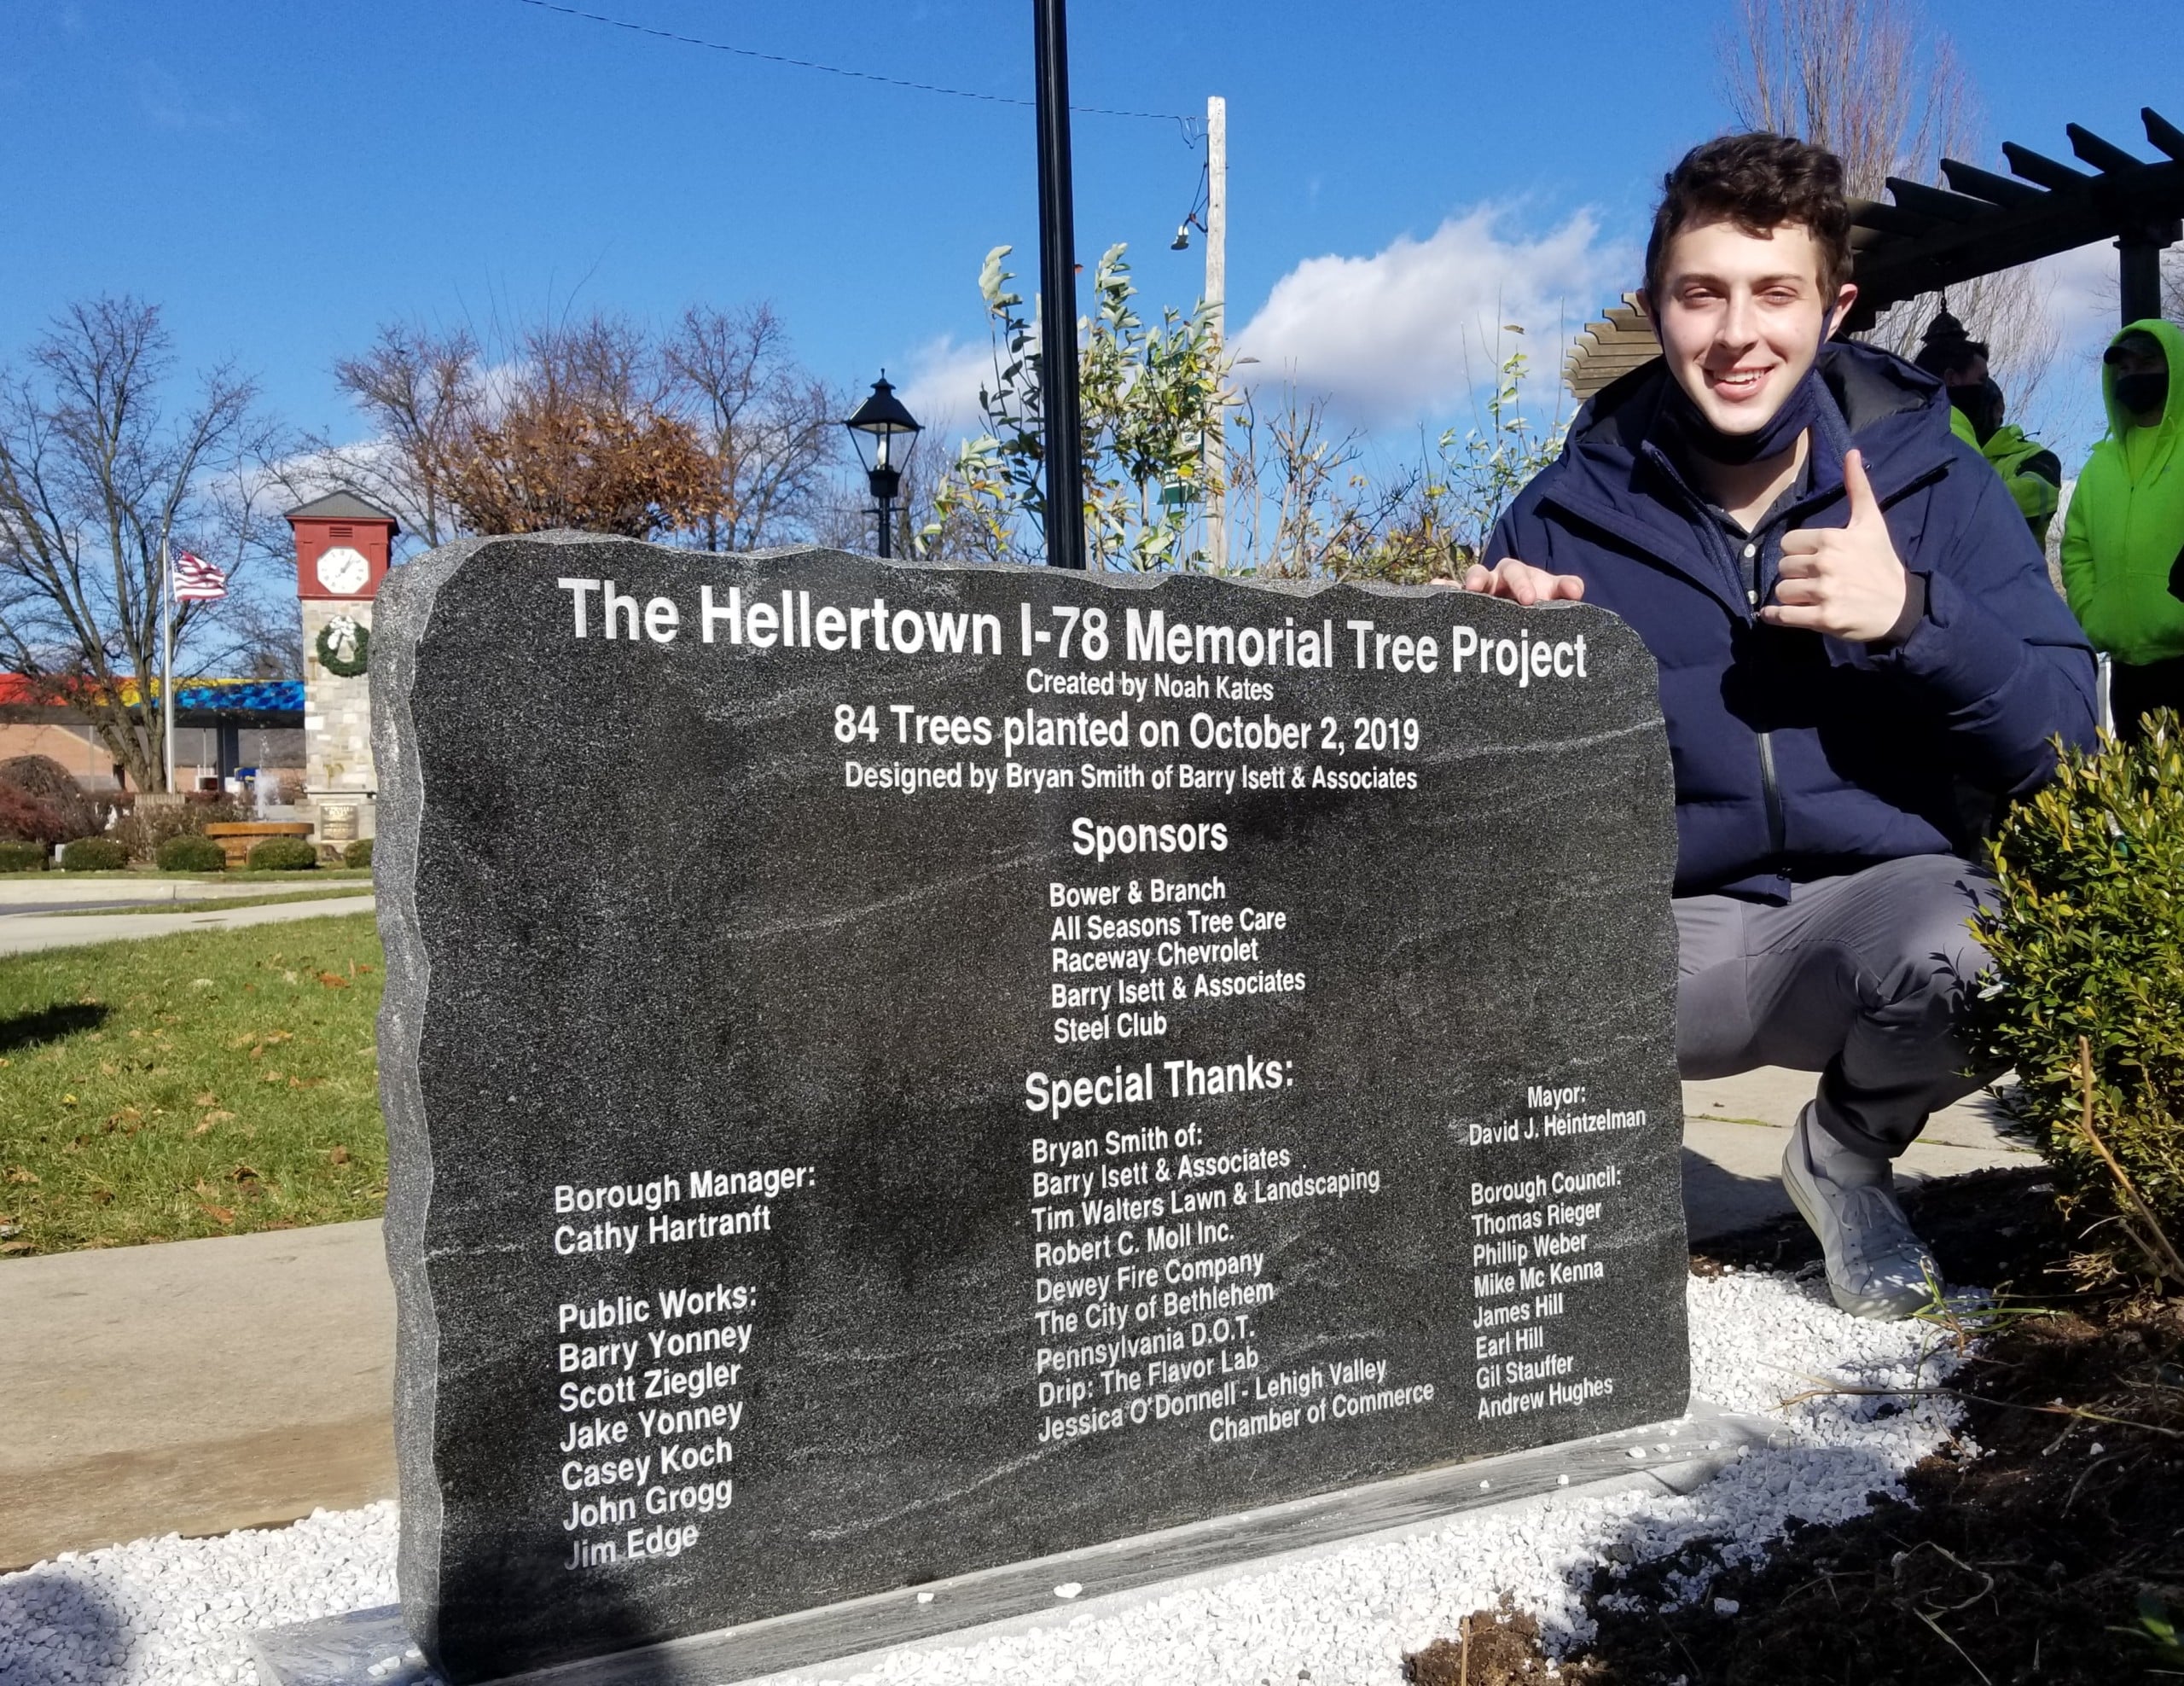 The Hellertown I-78 Memorial Tree Project
Created by Noah Kates
84 Trees planted on October 2, 2019
Designed by Bryan Smith of Barry Isett & Associates
Sponsors
Bower & Branch
All Seasons Tree Care
Raceway Chevrolet
Barry Isett & Associates
Steel Club
Special Thanks:
Borough Manager:
Cathy Hartranft
Public Works:
Barry Yonney
Scott Ziegler
Jake Yonney
Casey Koch
John Grogg
Jim Edge
Bryan Smith of:
Barry Isett & Associates
Tim Walters Lawn & Landscaping
Robert C. Moll Inc.
Dewey Fire Company
The City of Bethlehem
Pennsylvania D.O.T.
Drip: The Flavor Lab
Jessica O'Donnell - Lehigh Valley
Chamber of Commerce
Mayor:
David J. Heintzelman
Borough Council:
Thomas Rieger
Phillip Weber
Mike Mc Kenna
James Hill
Earl Hill
Gil Stauffer
Andrew Hughes